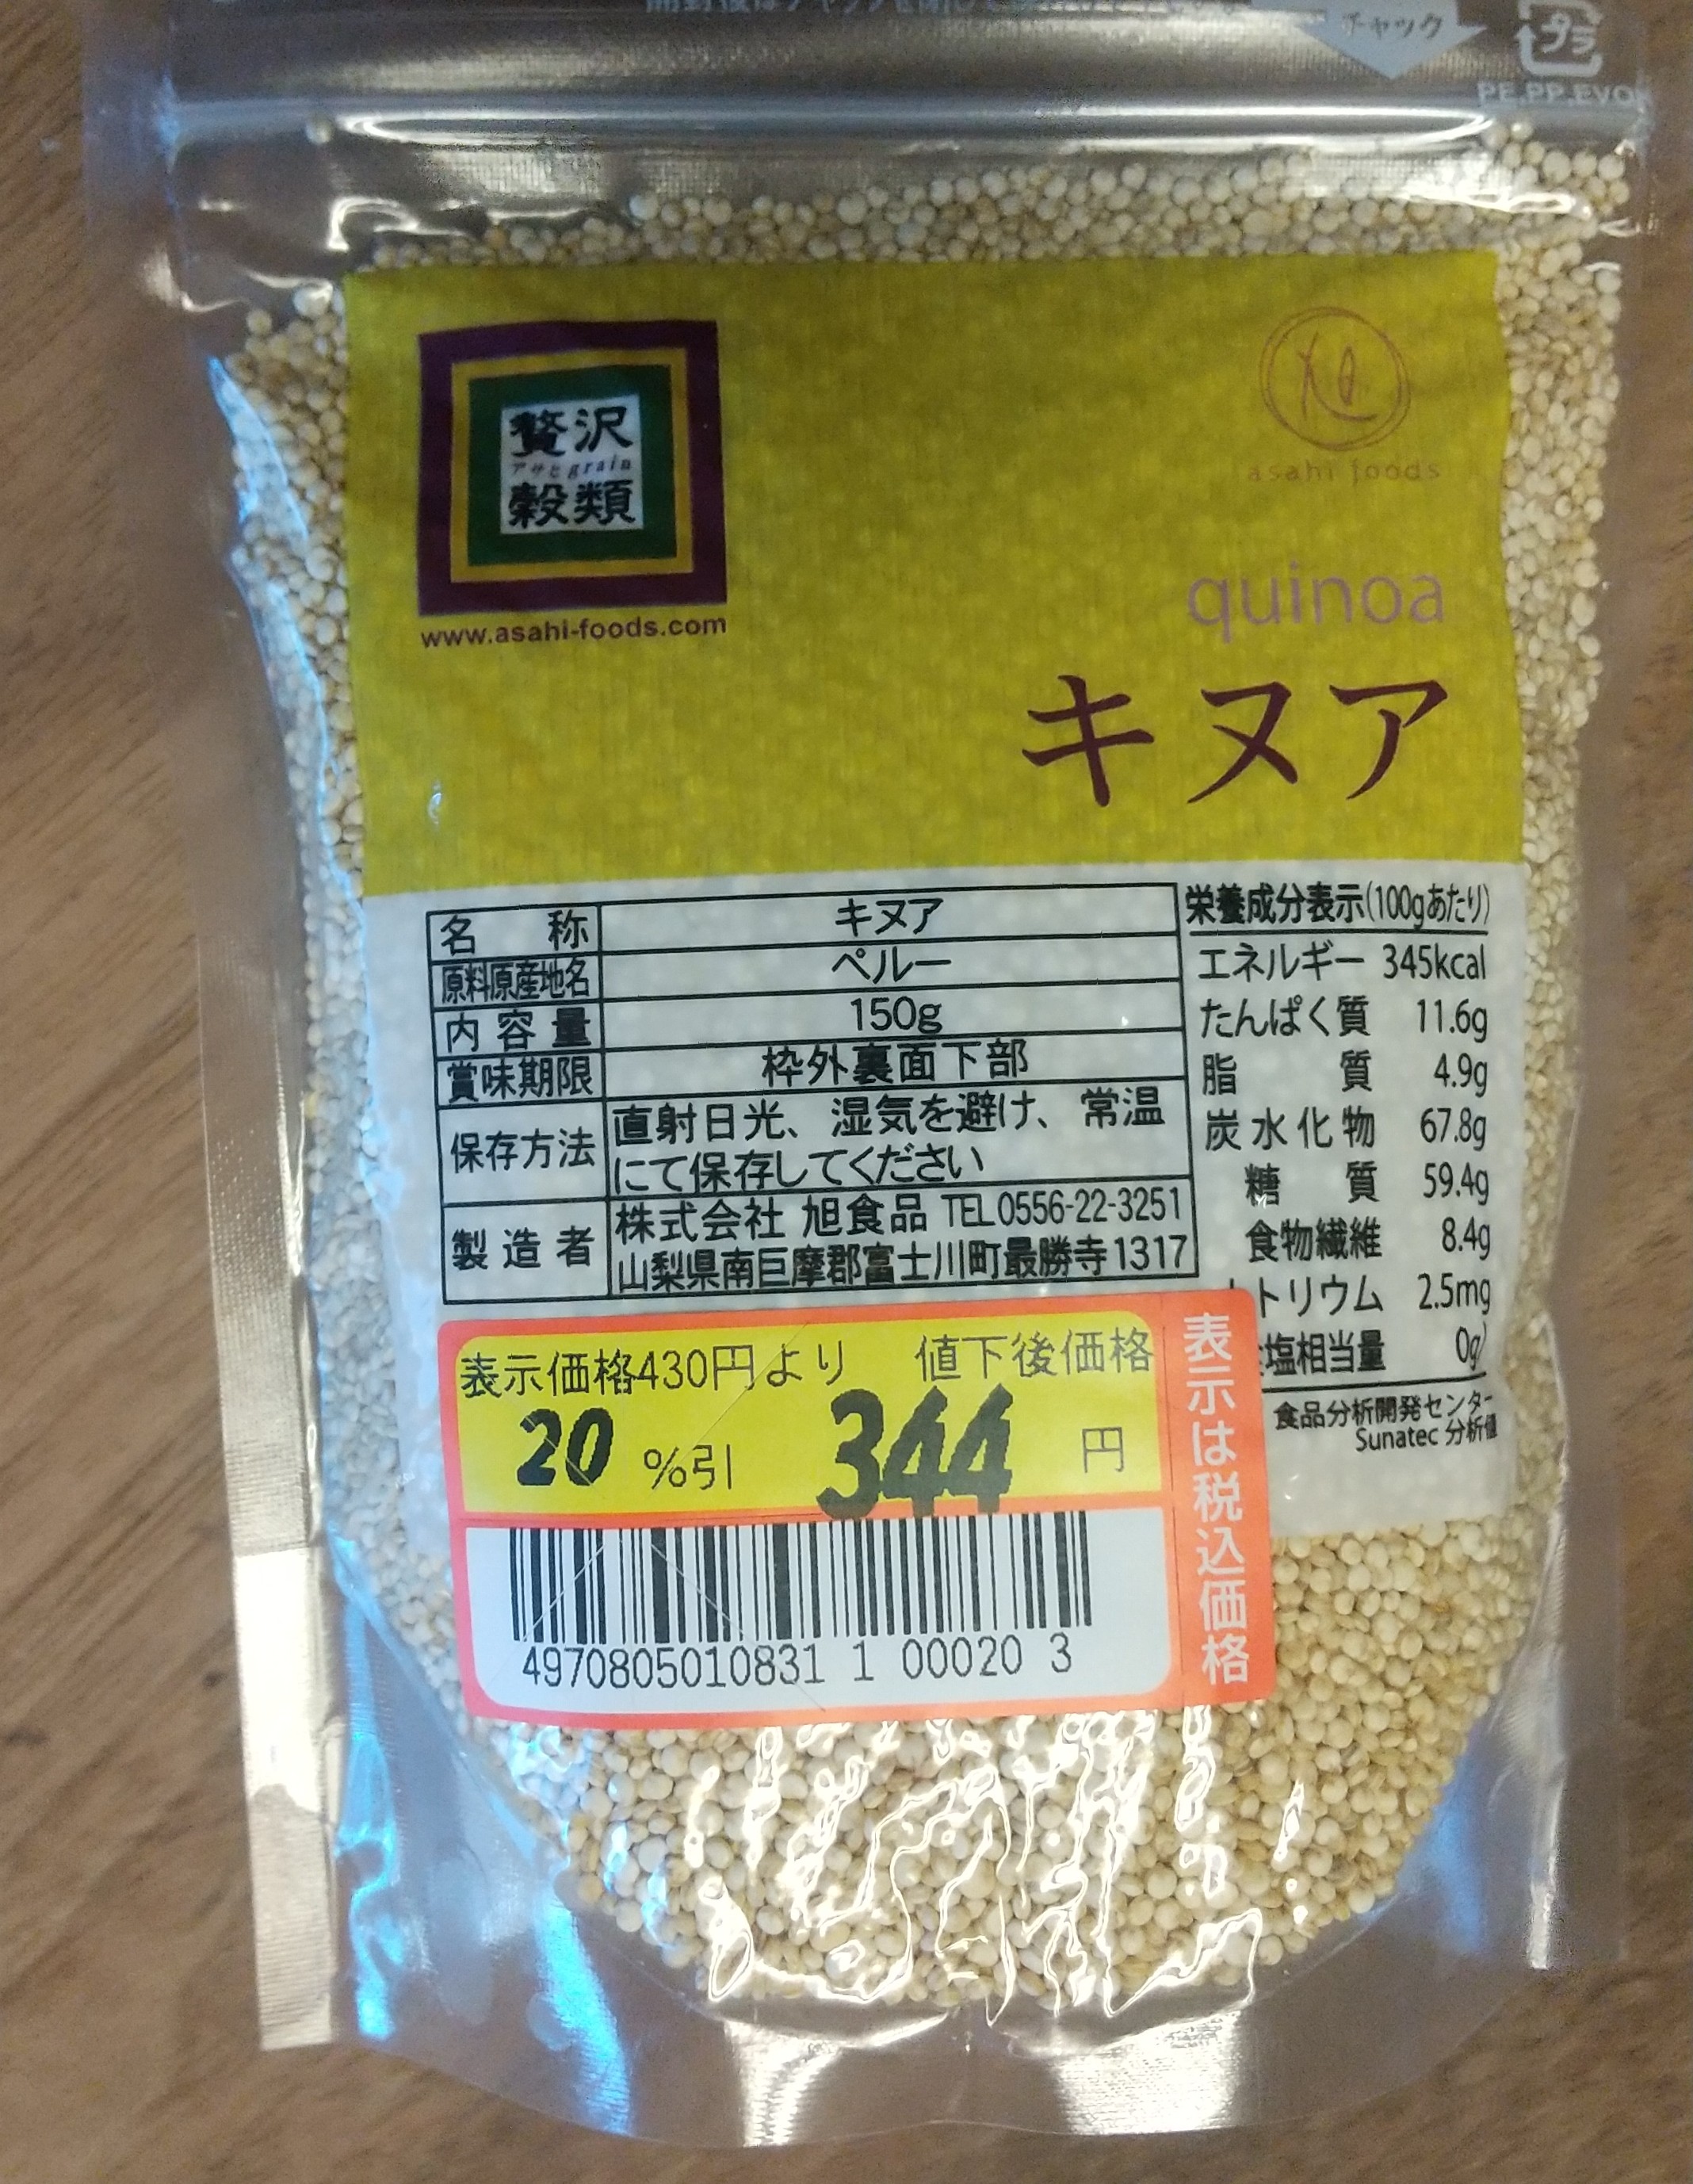 チャック
プラ
PE,PP,EVOH
贅沢
アサヒgrain
穀類
www.asahi-foods.com
旭
asahi foods
quinoa
キヌア
名称 キヌア
原料原産地名 ペルー
内容量 150g
賞味期限 枠外裏面下部
保存方法 直射日光、湿気を避け、常温
にて保存してください
製造者 株式会社 旭食品 TEL0556-22-3251
山梨県南巨摩郡富士川町最勝寺1317
栄養成分表示(100gあたり)
エネルギー 345kcal
たんぱく質 11.6g
脂質 4.9g
炭水化物 67.8g
糖質 59.4g
食物繊維 8.4g
トリウム 2.5mg
塩相当量 0g)
食品分析開発センター
Sunatec 分析値
表示価格430円より 値下後価格
20%引 344円
4970805010831 1 00020 3
表示は税込価格